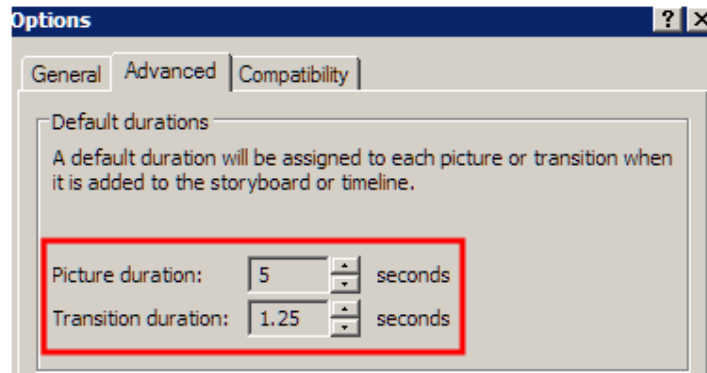 Options
General Advanced Compatibility
Default durations
A default duration will be assigned to each picture or transition when
it is added to the storyboard or timeline.
Picture duration: 5 seconds
Transition duration: 1.25 seconds